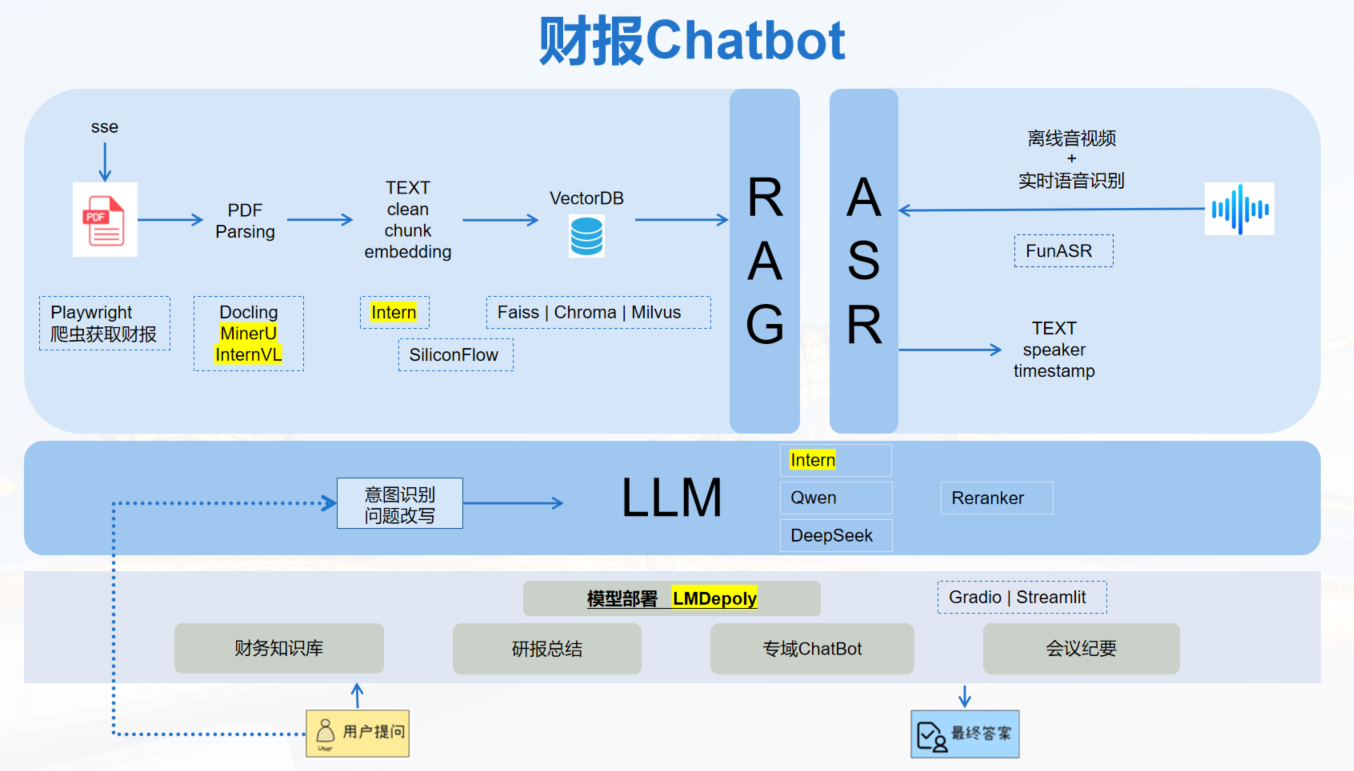 财报Chatbot
sse
PDF
PDF
Parsing
TEXT
clean
chunk
embedding
VectorDB
Playwright
爬虫获取财报
Docling
MinerU
InternVL
Intern
SiliconFlow
Faiss | Chroma | Milvus
R
A
G
A
S
R
离线音视频
+
实时语音识别
FunASR
TEXT
speaker
timestamp
意图识别
问题改写
LLM
Intern
Qwen
DeepSeek
Reranker
模型部署 LMDepoly
Gradio | Streamlit
财务知识库
研报总结
专域ChatBot
会议纪要
用户提问
User
最终答案